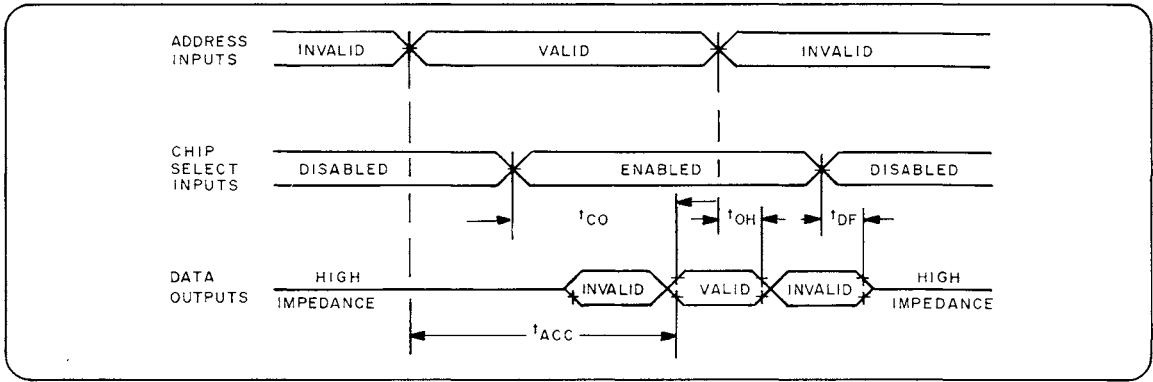 ADDRESS
INPUTS
INVALID
VALID
INVALID
CHIP
SELECT
INPUTS
DISABLED
ENABLED
DISABLED
tCO
tOH
tDF
DATA
OUTPUTS
HIGH
IMPEDANCE
INVALID
VALID
INVALID
HIGH
IMPEDANCE
tACC